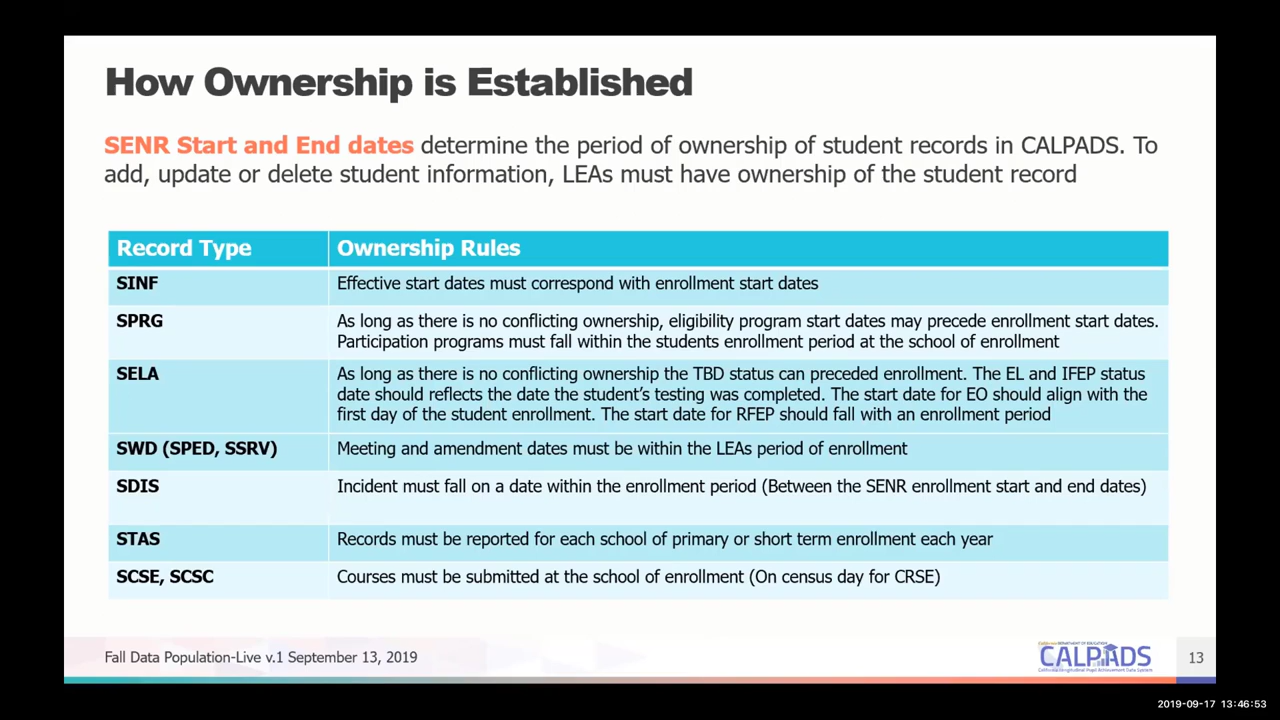 How Ownership is Established
SENR Start and End dates determine the period of ownership of student records in CALPADS. To
add, update or delete student information, LEAs must have ownership of the student record
Record Type
Ownership Rules
SINF
Effective start dates must correspond with enrollment start dates
SPRG
As long as there is no conflicting ownership, eligibility program start dates may precede enrollment start dates.
Participation programs must fall within the students enrollment period at the school of enrollment
SELA
As long as there is no conflicting ownership the TBD status can preceded enrollment. The EL and IFEP status
date should reflects the date the student's testing was completed. The start date for EO should align with the
first day of the student enrollment. The start date for RFEP should fall with an enrollment period
SWD (SPED, SSRV)
Meeting and amendment dates must be within the LEAs period of enrollment
SDIS
Incident must fall on a date within the enrollment period (Between the SENR enrollment start and end dates)
STAS
Records must be reported for each school of primary or short term enrollment each year
SCSE, SCSC
Courses must be submitted at the school of enrollment (On census day for CRSE)
Fall Data Population-Live v.1 September 13, 2019
CALPADS
13
2019-09-17 13:46:53